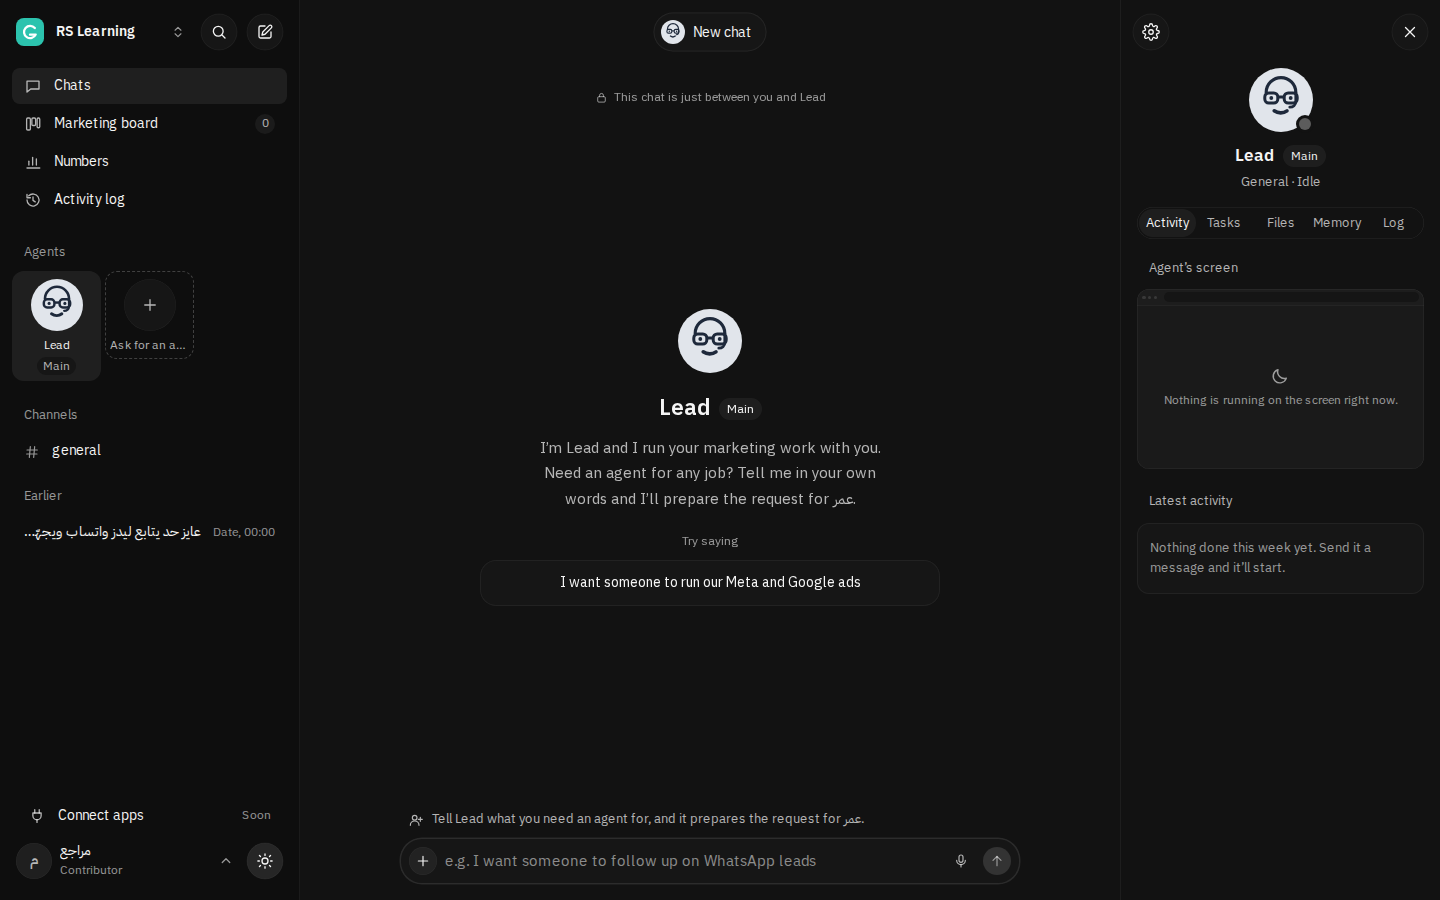 RS Learning
Chats
Marketing board 0
Numbers
Activity log
Agents
Lead
Main
Ask for an a...
Channels
general
Earlier
عايز حد يتابع ليدز واتساب ويجهّ... Date, 00:00
Connect apps Soon
م
مراجع
Contributor
New chat
This chat is just between you and Lead
Lead Main
I'm Lead and I run your marketing work with you.
Need an agent for any job? Tell me in your own
words and I'll prepare the request for عمر.
Try saying
I want someone to run our Meta and Google ads
Tell Lead what you need an agent for, and it prepares the request for عمر.
e.g. I want someone to follow up on WhatsApp leads
Lead Main
General · Idle
Activity Tasks Files Memory Log
Agent's screen
Nothing is running on the screen right now.
Latest activity
Nothing done this week yet. Send it a
message and it'll start.